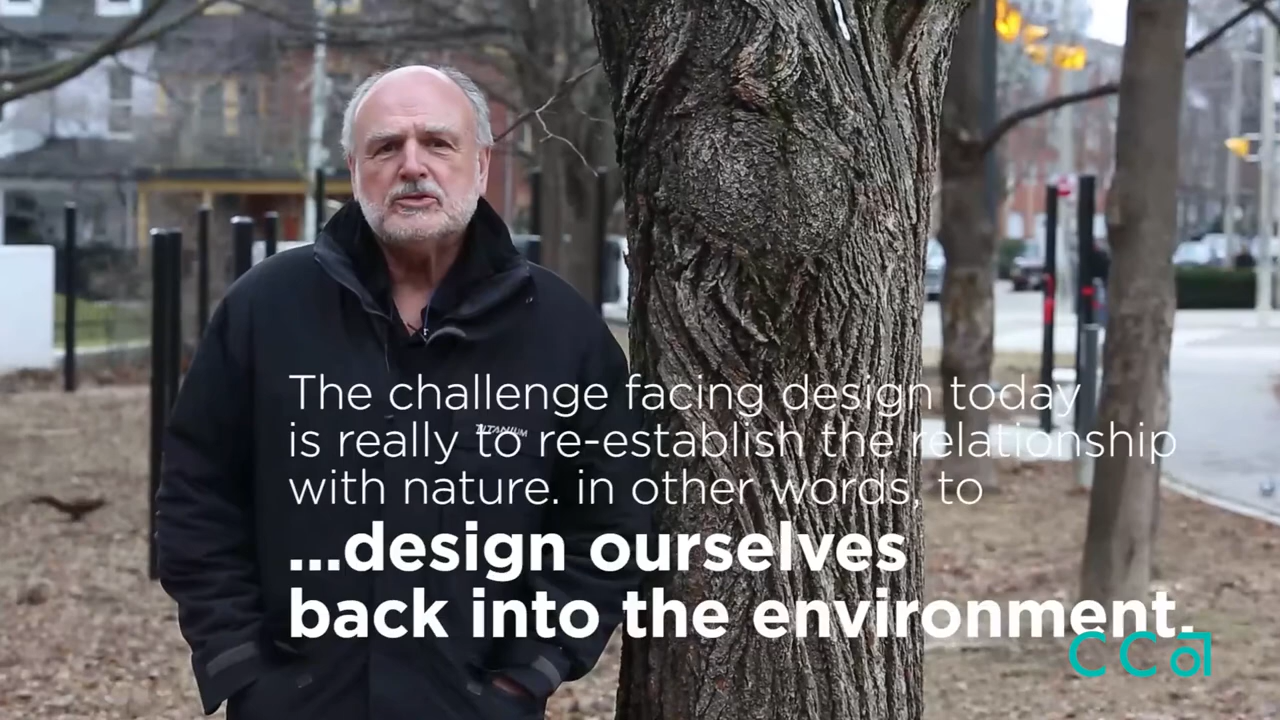 The challenge facing design today
is really to re-establish the relationship
TITANIUM
with nature. in other words, to
...design ourselves
back into the environment.
CCa